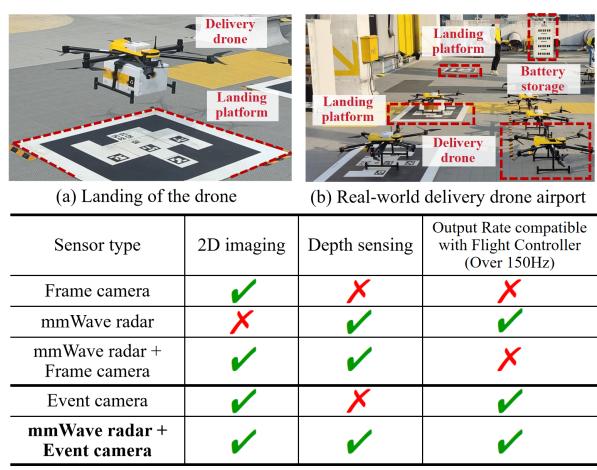 Delivery
drone
Landing
platform
Landing
platform
Battery
storage
Landing
platform
Delivery
drone
(a) Landing of the drone
(b) Real-world delivery drone airport
Sensor type 2D imaging Depth sensing Output Rate compatible
with Flight Controller
(Over 150Hz)
Frame camera ✔ ✗ ✗
mmWave radar ✗ ✔ ✔
mmWave radar +
Frame camera ✔ ✔ ✗
Event camera ✔ ✗ ✔
mmWave radar +
Event camera ✔ ✔ ✔